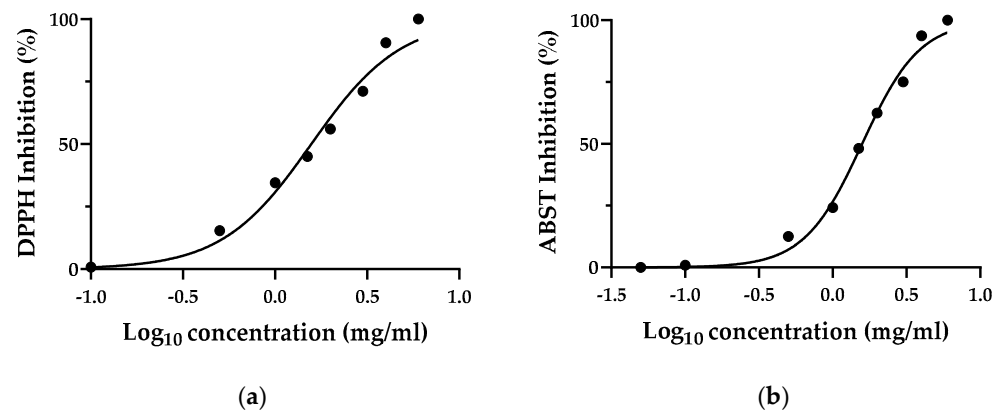 DPPH Inhibition (%)
100
50
0
-1.0 -0.5 0.0 0.5 1.0
Log10 concentration (mg/ml)
(a)
ABST Inhibition (%)
100
50
0
-1.5 -1.0 -0.5 0.0 0.5 1.0
Log10 concentration (mg/ml)
(b)